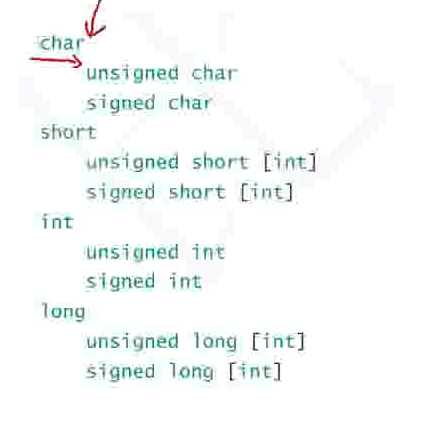 char
unsigned char
signed char
short
unsigned short [int]
signed short [int]
int
unsigned int
signed int
long
unsigned long [int]
signed long [int]